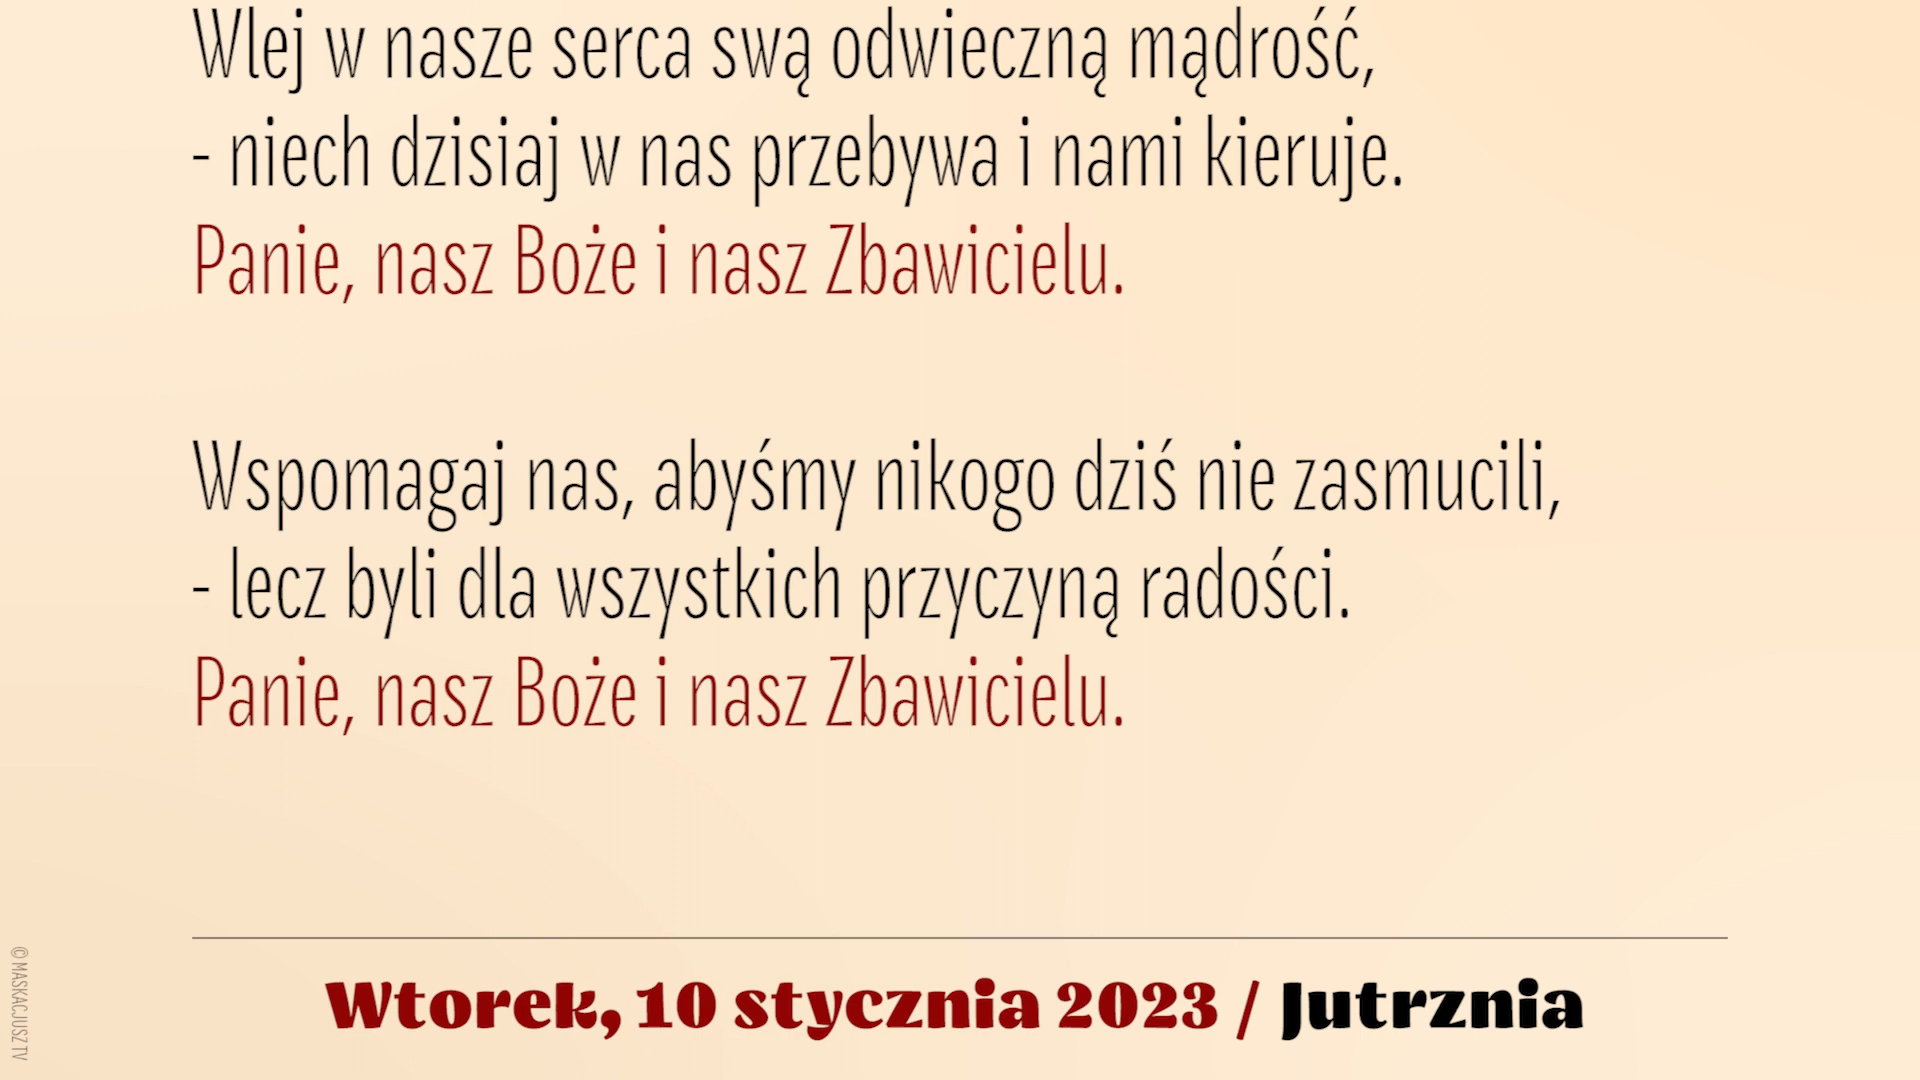 Wlej w nasze serca swą odwieczną mądrość,
- niech dzisiaj w nas przebywa i nami kieruje.
Panie, nasz Boże i nasz Zbawicielu.
Wspomagaj nas, abyśmy nikogo dziś nie zasmucili,
- lecz byli dla wszystkich przyczyną radości.
Panie, nasz Boże i nasz Zbawicielu.
Wtorek, 10 stycznia 2023 / Jutrznia
© MASKACJUSZ TV